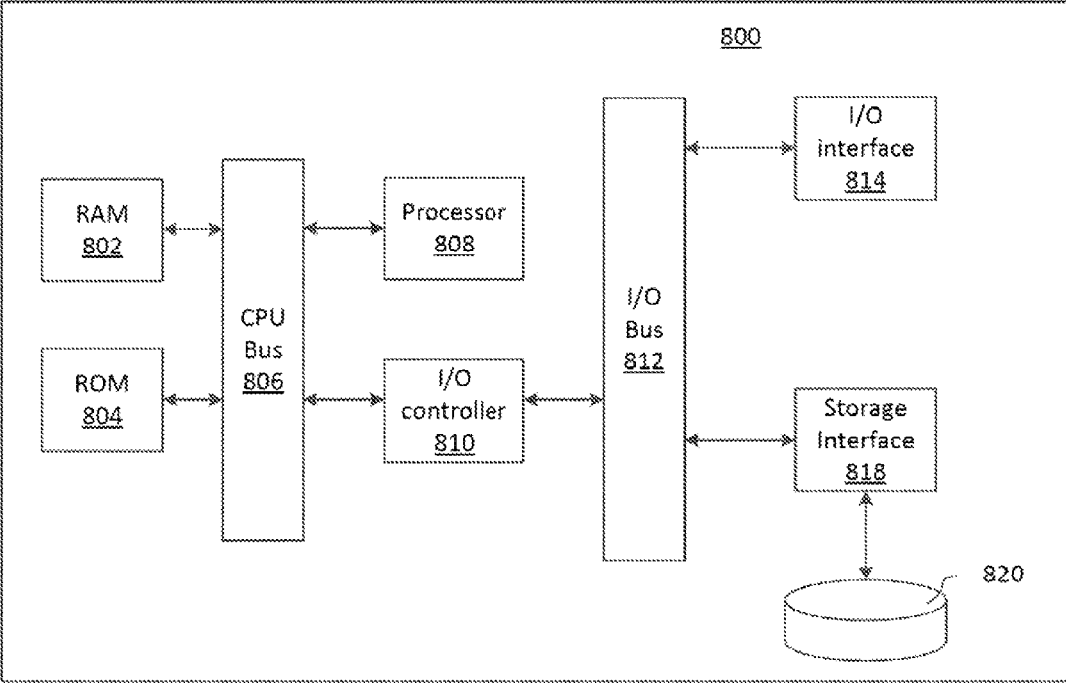 800
RAM
802
ROM
804
CPU
Bus
806
Processor
808
I/O
controller
810
I/O
Bus
812
I/O
interface
814
Storage
Interface
818
820